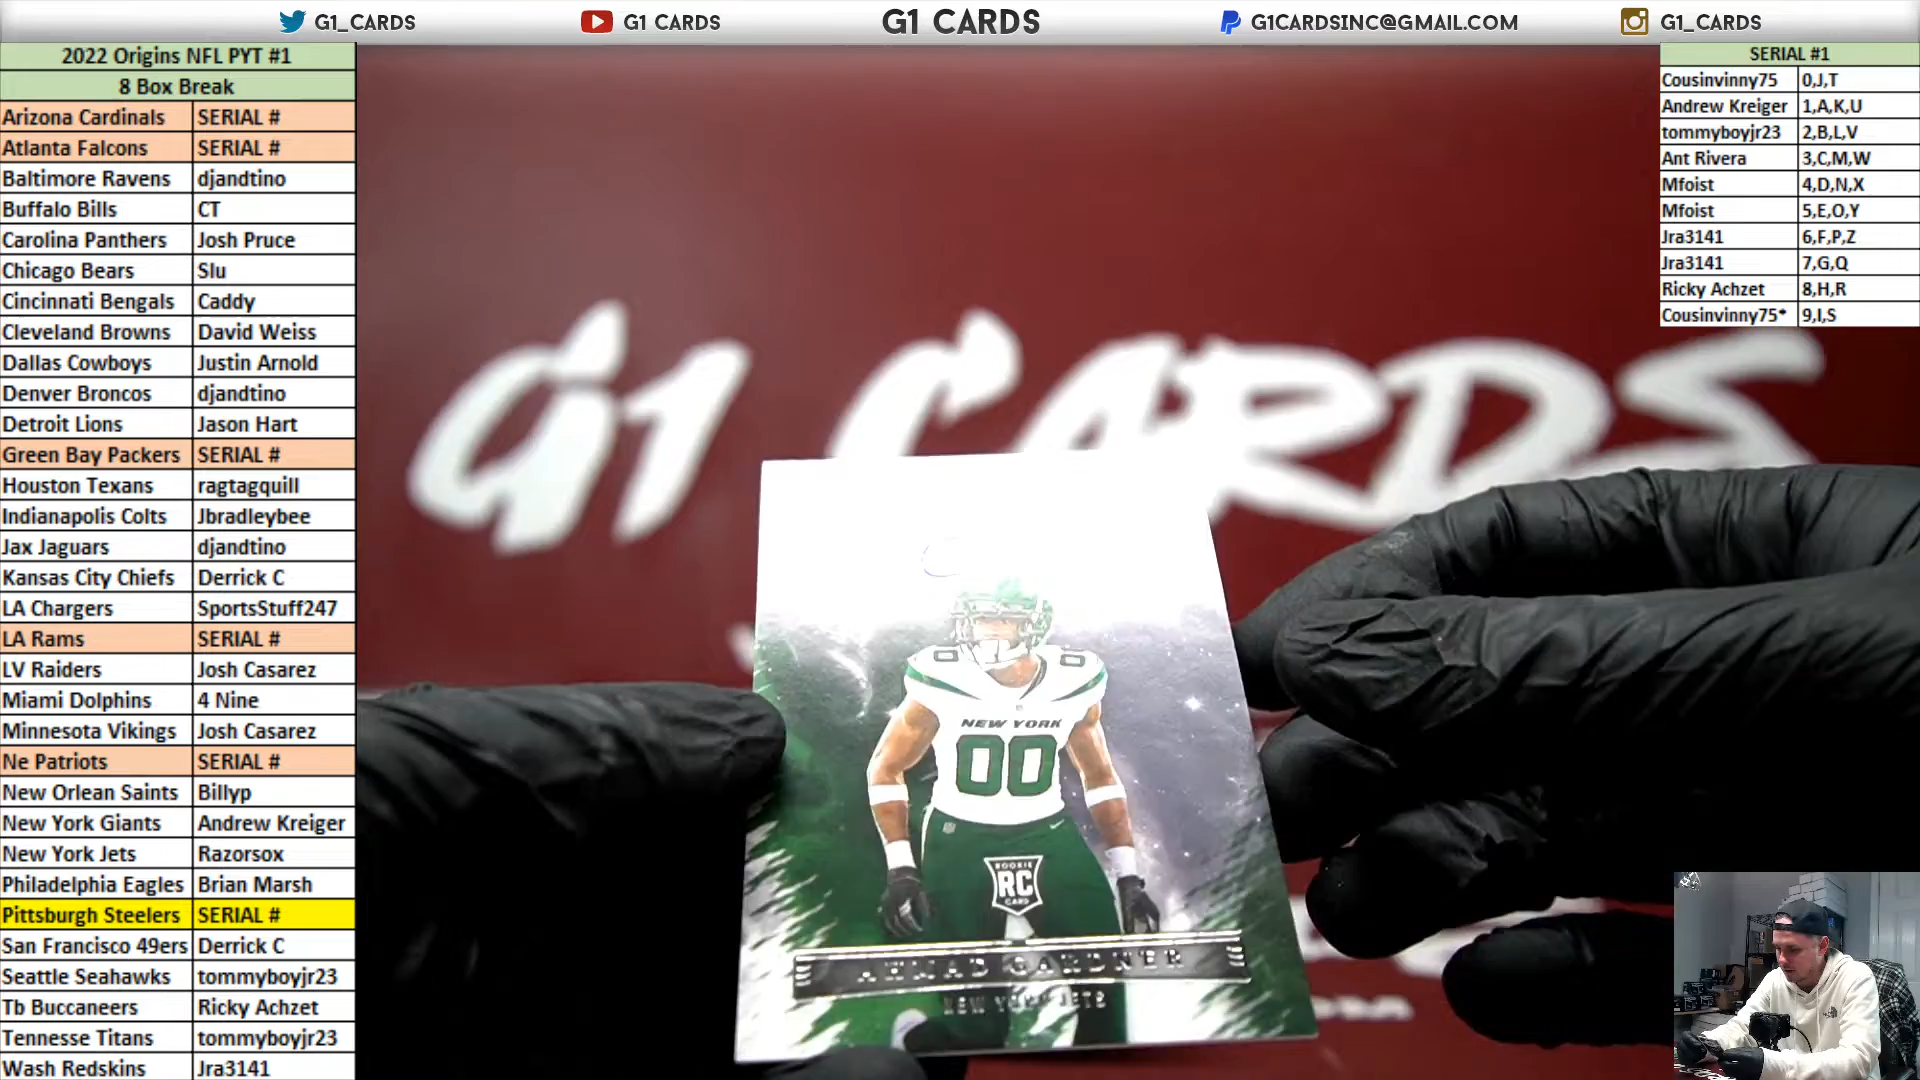 G1_CARDS G1 CARDS G1 CARDS G1CARDSINC@GMAIL.COM G1_CARDS
2022 Origins NFL PYT #1
8 Box Break
Arizona Cardinals SERIAL #
Atlanta Falcons SERIAL #
Baltimore Ravens djandtino
Buffalo Bills CT
Carolina Panthers Josh Pruce
Chicago Bears Slu
Cincinnati Bengals Caddy
Cleveland Browns David Weiss
Dallas Cowboys Justin Arnold
Denver Broncos djandtino
Detroit Lions Jason Hart
Green Bay Packers SERIAL #
Houston Texans ragtagquill
Indianapolis Colts Jbradleybee
Jax Jaguars djandtino
Kansas City Chiefs Derrick C
LA Chargers SportsStuff247
LA Rams SERIAL #
LV Raiders Josh Casarez
Miami Dolphins 4 Nine
Minnesota Vikings Josh Casarez
Ne Patriots SERIAL #
New Orlean Saints Billyp
New York Giants Andrew Kreiger
New York Jets Razorsox
Philadelphia Eagles Brian Marsh
Pittsburgh Steelers SERIAL #
San Francisco 49ers Derrick C
Seattle Seahawks tommyboyjr23
Tb Buccaneers Ricky Achzet
Tennesse Titans tommyboyjr23
Wash Redskins Jra3141
SERIAL #1
Cousinvinny75 0,J,T
Andrew Kreiger 1,A,K,U
tommyboyjr23 2,B,L,V
Ant Rivera 3,C,M,W
Mfoist 4,D,N,X
Mfoist 5,E,O,Y
Jra3141 6,F,P,Z
Jra3141 7,G,Q
Ricky Achzet 8,H,R
Cousinvinny75* 9,I,S
G1 CARDS
NEW YORK
00
ROOKIE
RC
CARD
AHMAD GARDNER
NEW YORK JETS